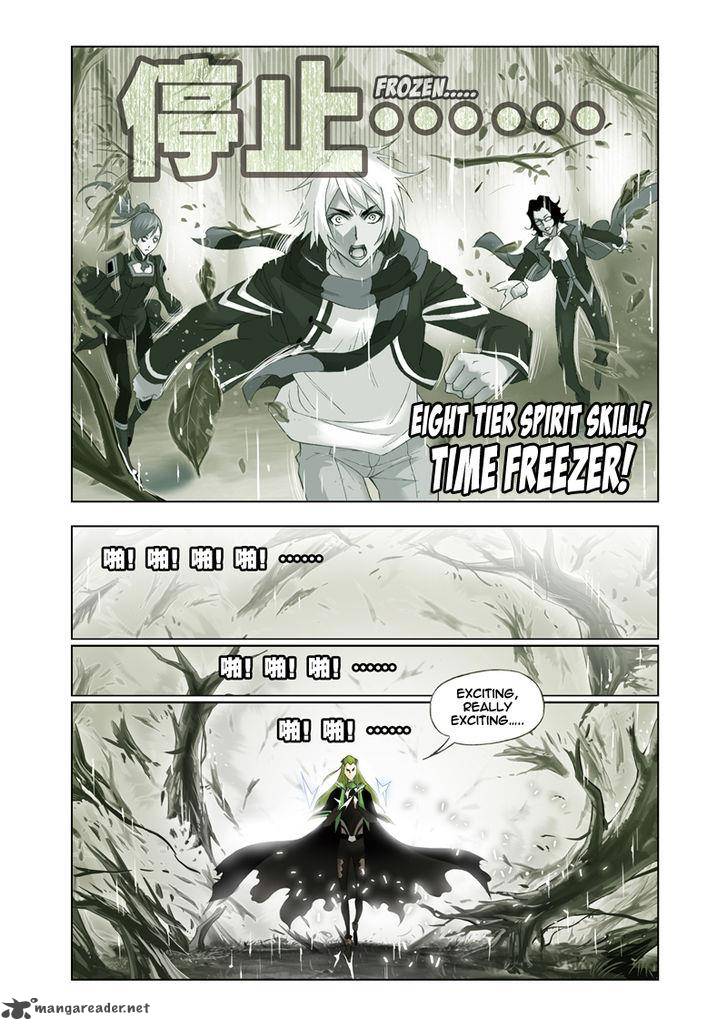 停止。。。。。。
FROZEN.....
EIGHT TIER SPIRIT SKILL!
TIME FREEZER!
啪！啪！啪！啪！……
啪！啪！啪！……
EXCITING,
REALLY
EXCITING.....
啪！啪！……
mangareader.net